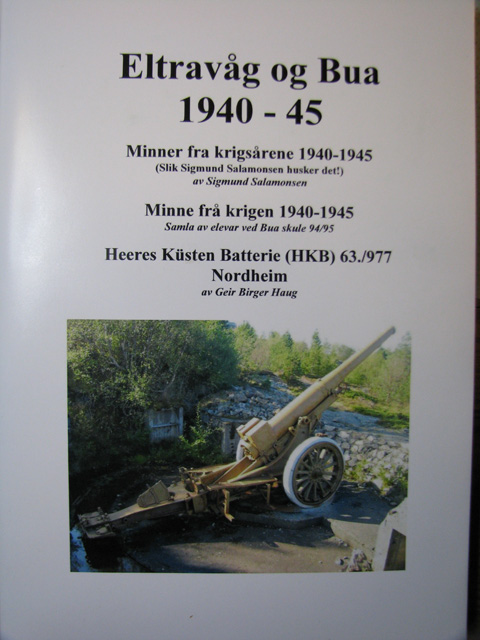 Eltravåg og Bua
1940 - 45
Minner fra krigsårene 1940-1945
(Slik Sigmund Salamonsen husker det!)
av Sigmund Salamonsen
Minne frå krigen 1940-1945
Samla av elevar ved Bua skule 94/95
Heeres Küsten Batterie (HKB) 63./977
Nordheim
av Geir Birger Haug